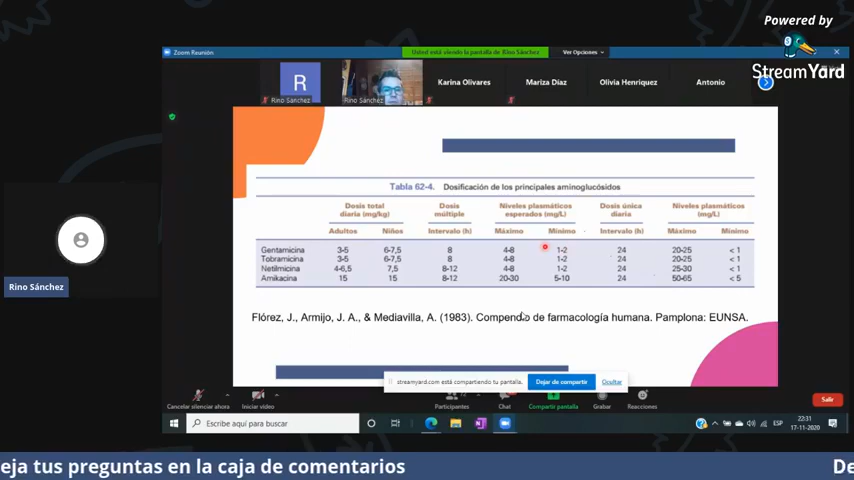 Powered by
StreamYard
Zoom Reunión
Usted está viendo la pantalla de Rino Sánchez
Ver Opciones
R
Rino Sánchez
Rino Sánchez
Karina Olivares
Mariza Díaz
Olivia Henriquez
Antonio
Tabla 62-4. Dosificación de los principales aminoglúcósidos
Dosis total diaria (mg/kg) Dosis múltiple Niveles plasmáticos esperados (mg/L) Dosis única diaria Niveles plasmáticos (mg/L)
Adultos Niños Intervalo (h) Máximo Mínimo Intervalo (h) Máximo Mínimo
Gentamicina 3-5 6-7,5 8 4-8 1-2 24 20-25 < 1
Tobramicina 3-5 6-7,5 8 4-8 1-2 24 20-25 < 1
Netilmicina 4-6,5 7,5 8-12 4-8 1-2 24 25-30 < 1
Amikacina 15 15 8-12 20-30 5-10 24 50-65 < 5
Flórez, J., Armijo, J. A., & Mediavilla, A. (1983). Compendio de farmacología humana. Pamplona: EUNSA.
streamyard.com está compartiendo tu pantalla.
Dejar de compartir
Ocultar
Rino Sánchez
Cancelar silenciar ahora
Iniciar video
Participantes
Chat
Compartir pantalla
Grabar
Reacciones
Salir
Escribe aquí para buscar
ESP
22:31
17-11-2020
eja tus preguntas en la caja de comentarios
De